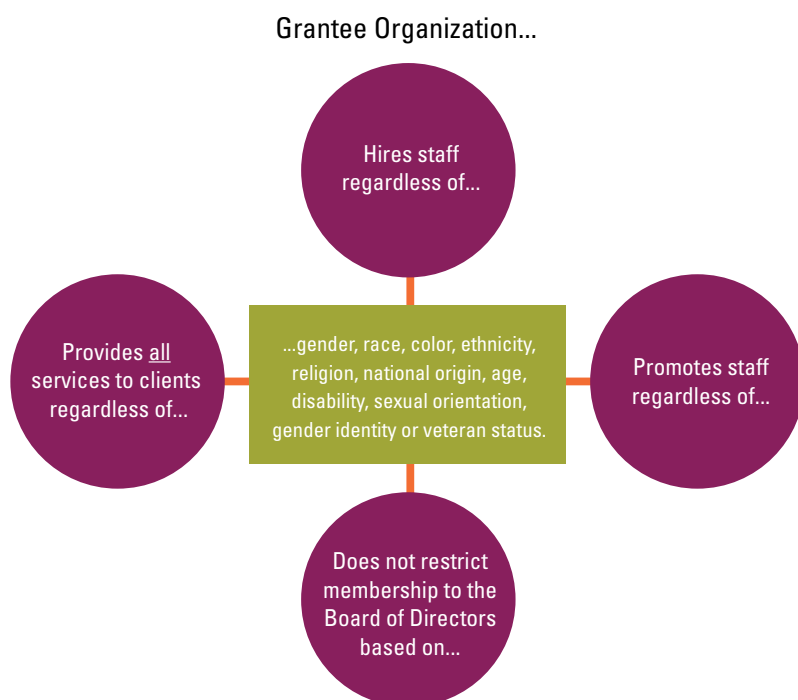 Grantee Organization...
Hires staff
regardless of...
Provides all
services to clients
regardless of...
...gender, race, color, ethnicity,
religion, national origin, age,
disability, sexual orientation,
gender identity or veteran status.
Promotes staff
regardless of...
Does not restrict
membership to the
Board of Directors
based on...